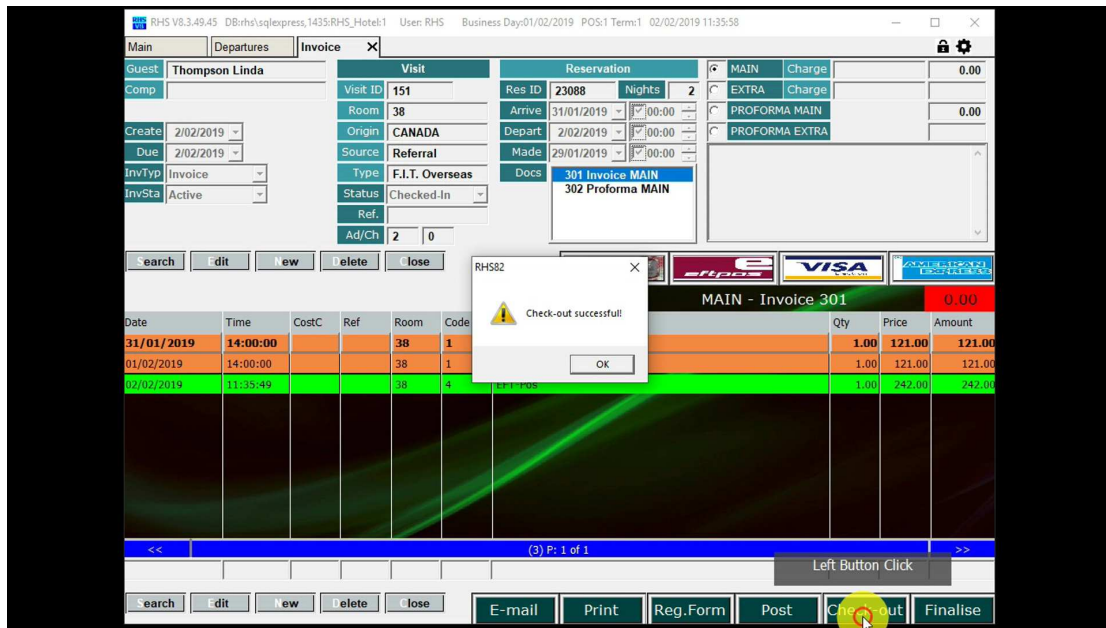 RHS V8.3.49.45 DB:rhs\sqlexpress,1435:RHS_Hotel:1 User: RHS Business Day:01/02/2019 POS:1 Term:1 02/02/2019 11:35:58
Main Departures Invoice X
Guest Thompson Linda Visit Reservation MAIN Charge 0.00
Comp Visit ID 151 Res ID 23088 Nights 2 EXTRA Charge
Room 38 Arrive 31/01/2019 00:00 PROFORMA MAIN 0.00
Create 2/02/2019 Origin CANADA Depart 2/02/2019 00:00 PROFORMA EXTRA
Due 2/02/2019 Source Referral Made 29/01/2019 00:00
InvTyp Invoice Type F.I.T. Overseas Docs 301 Invoice MAIN
InvSta Active Status Checked-In 302 Proforma MAIN
Ref.
Ad/Ch 2 0
Search Edit New Delete Close eftpos VISA AMERICAN EXPRESS
RHS82
Check-out successful!
OK
MAIN - Invoice 301 0.00
Date Time CostC Ref Room Code Qty Price Amount
31/01/2019 14:00:00 38 1 1.00 121.00 121.00
01/02/2019 14:00:00 38 1 1.00 121.00 121.00
02/02/2019 11:35:49 38 4 EFT-Pos 1.00 242.00 242.00
<< (3) P: 1 of 1 >>
Left Button Click
Search Edit New Delete Close E-mail Print Reg.Form Post Check-out Finalise